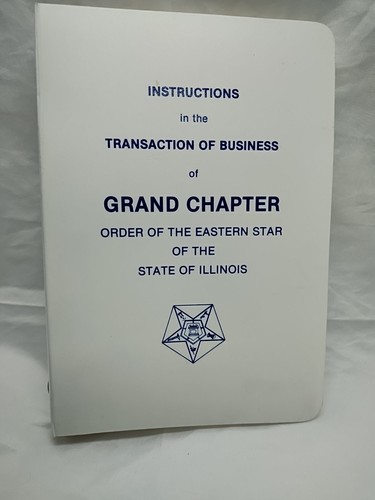 INSTRUCTIONS
in the
TRANSACTION OF BUSINESS
of
GRAND CHAPTER
ORDER OF THE EASTERN STAR
OF THE
STATE OF ILLINOIS